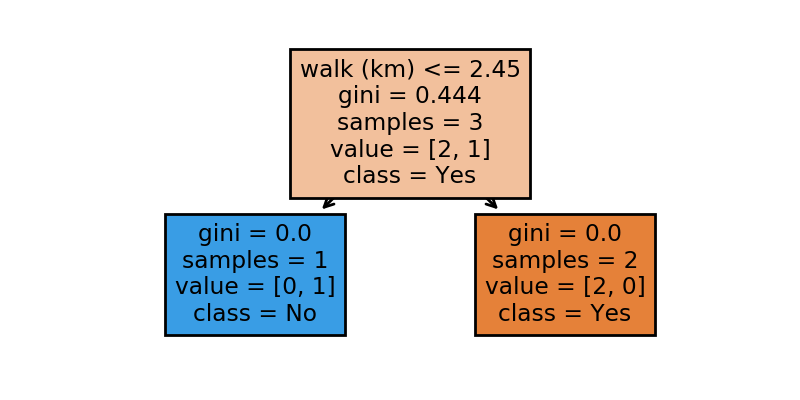 walk (km) <= 2.45
gini = 0.444
samples = 3
value = [2, 1]
class = Yes
gini = 0.0
samples = 1
value = [0, 1]
class = No
gini = 0.0
samples = 2
value = [2, 0]
class = Yes